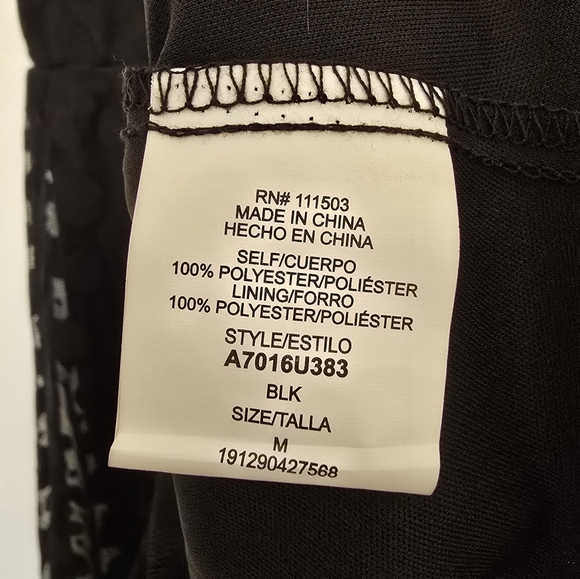 RN# 111503
MADE IN CHINA
HECHO EN CHINA
SELF/CUERPO
100% POLYESTER/POLIÉSTER
LINING/FORRO
100% POLYESTER/POLIÉSTER
STYLE/ESTILO
A7016U383
BLK
SIZE/TALLA
M
191290427568